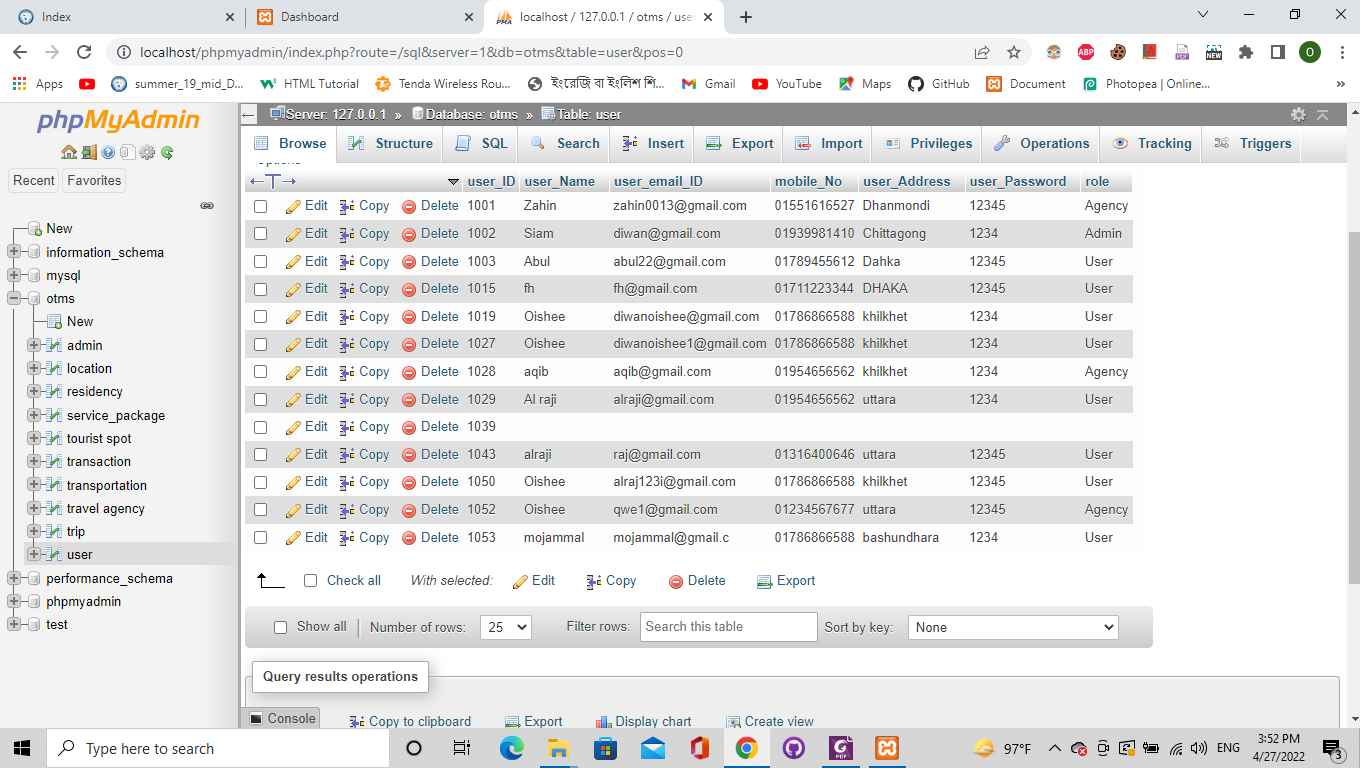 Index
Dashboard
localhost / 127.0.0.1 / otms / use
localhost/phpmyadmin/index.php?route=/sql&server=1&db=otms&table=user&pos=0
ABP
PDF
NEW
O
Apps
summer_19_mid_D...
HTML Tutorial
Tenda Wireless Rou...
ইংরেজি বা ইংলিশ শি...
Gmail
YouTube
Maps
GitHub
Document
Photopea | Online...
»
phpMyAdmin
Recent
Favorites
New
information_schema
mysql
otms
New
admin
location
residency
service_package
tourist spot
transaction
transportation
travel agency
trip
user
performance_schema
phpmyadmin
test
Server: 127.0.0.1 » Database: otms » Table: user
Browse Structure SQL Search Insert Export Import Privileges Operations Tracking Triggers
Options
user_ID user_Name user_email_ID mobile_No user_Address user_Password role
Edit Copy Delete 1001 Zahin zahin0013@gmail.com 01551616527 Dhanmondi 12345 Agency
Edit Copy Delete 1002 Siam diwan@gmail.com 01939981410 Chittagong 1234 Admin
Edit Copy Delete 1003 Abul abul22@gmail.com 01789455612 Dahka 12345 User
Edit Copy Delete 1015 fh fh@gmail.com 01711223344 DHAKA 12345 User
Edit Copy Delete 1019 Oishee diwanoishee@gmail.com 01786866588 khilkhet 1234 User
Edit Copy Delete 1027 Oishee diwanoishee1@gmail.com 01786866588 khilkhet 1234 User
Edit Copy Delete 1028 aqib aqib@gmail.com 01954656562 khilkhet 1234 Agency
Edit Copy Delete 1029 Al raji alraji@gmail.com 01954656562 uttara 1234 User
Edit Copy Delete 1039
Edit Copy Delete 1043 alraji raj@gmail.com 01316400646 uttara 12345 User
Edit Copy Delete 1050 Oishee alraj123i@gmail.com 01786866588 khilkhet 12345 User
Edit Copy Delete 1052 Oishee qwe1@gmail.com 01234567677 uttara 12345 Agency
Edit Copy Delete 1053 mojammal mojammal@gmail.c 01786866588 bashundhara 1234 User
Check all With selected: Edit Copy Delete Export
Show all Number of rows: 25 Filter rows: Search this table Sort by key: None
Query results operations
Console
Copy to clipboard Export Display chart Create view
Type here to search
97°F
ENG
3:52 PM
4/27/2022
3